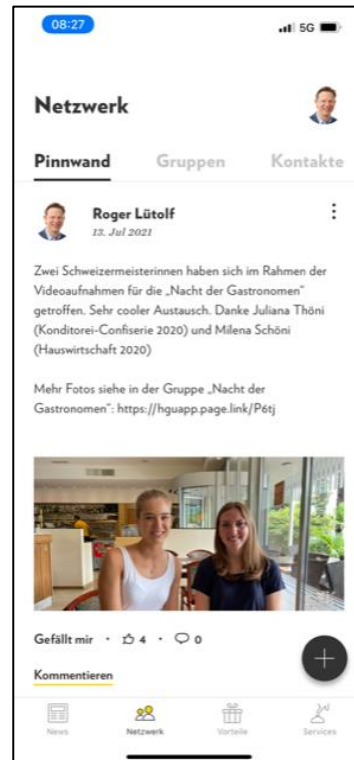 08:27
5G
Netzwerk
Pinnwand Gruppen Kontakte
Roger Lütolf
13. Jul 2021
Zwei Schweizermeisterinnen haben sich im Rahmen der
Videoaufnahmen für die „Nacht der Gastronomen“
getroffen. Sehr cooler Austausch. Danke Juliana Thöni
(Konditorei-Confiserie 2020) und Milena Schöni
(Hauswirtschaft 2020)
Mehr Fotos siehe in der Gruppe „Nacht der
Gastronomen“: https://hguapp.page.link/P6tj
Gefällt mir · 4 · 0
Kommentieren
News Netzwerk Vorteile Services